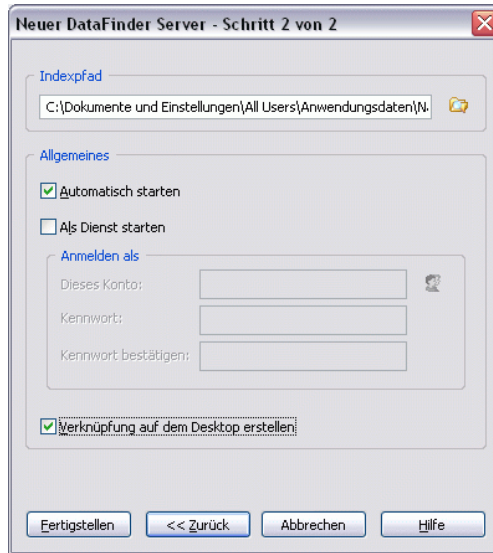 Neuer DataFinder Server - Schritt 2 von 2
Indexpfad
C:\Dokumente und Einstellungen\All Users\Anwendungsdaten\N
Allgemeines
Automatisch starten
Als Dienst starten
Anmelden als
Dieses Konto:
Kennwort:
Kennwort bestätigen:
Verknüpfung auf dem Desktop erstellen
Fertigstellen << Zurück Abbrechen Hilfe